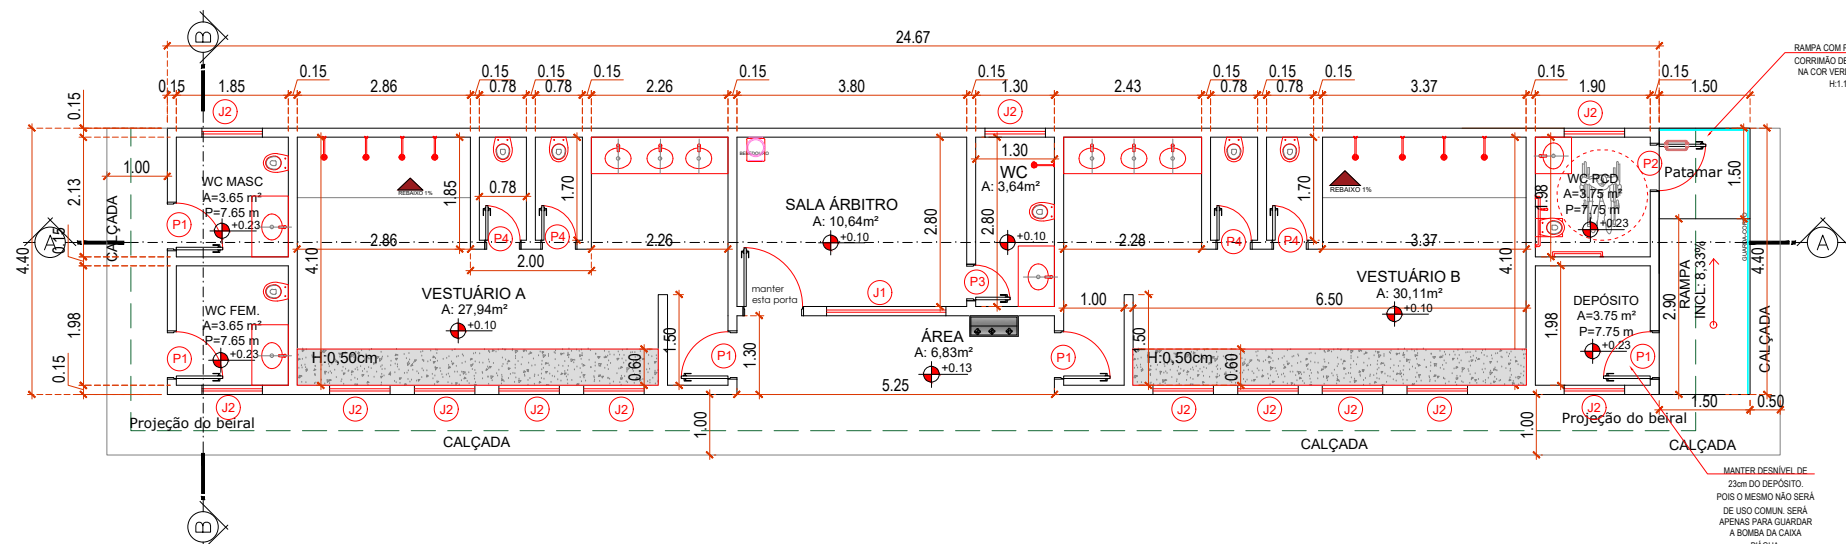 B
24.67
RAMPA COM
CORRIMÃO DE
NA COR VER
H:1.1
0.15 0.15 0.15 0.15 0.15 0.15 0.15 0.15 0.15 0.15 0.15
0.15 1.85 2.86 0.78 0.78 2.26 3.80 1.30 2.43 0.78 0.78 3.37 1.90 1.50
0.15
J2 J2 J2
1.00
2.13
CALÇADA
WC MASC
A=3.65 m²
P=7.65 m
+0.23
P1
REBAIXO 1%
1.85
0.78
1.70
P4 P4
2.86
2.00
2.26
BEBEDOURO
SALA ÁRBITRO
A: 10,64m²
+0.10
2.80
1.30
WC
A: 3,64m²
2.80
+0.10
P3
1.70
P4 P4
2.28
REBAIXO 1%
3.37
1.98
WC PCD
A=3.75 m²
P=7.75 m
+0.23
P2
Patamar
1.50
GUARDA-CORPO
A A
4.40
0.15
4.10
VESTUÁRIO A
A: 27,94m²
+0.10
manter
esta porta
J1
1.00
VESTUÁRIO B
A: 30,11m²
+0.10
6.50
4.10
RAMPA
INCL: 8,33%
2.90
4.40
CALÇADA
1.98
WC FEM.
A=3.65 m²
P=7.65 m
+0.23
P1
0.15
H:0,50cm
0.60
1.50
P1
1.30
ÁREA
A: 6,83m²
+0.13
5.25
P1
1.50
H:0,50cm
0.60
DEPÓSITO
A=3.75 m²
P=7.75 m
+0.23
1.98
P1
J2 J2 J2 J2 J2 J2 J2 J2 J2 J2
1.50 0.50
Projeção do beiral
1.00
1.00
Projeção do beiral
CALÇADA CALÇADA CALÇADA
B
MANTER DESNÍVEL DE
23cm DO DEPÓSITO.
POIS O MESMO NÃO SERÁ
DE USO COMUN. SERÁ
APENAS PARA GUARDAR
A BOMBA DA CAIXA